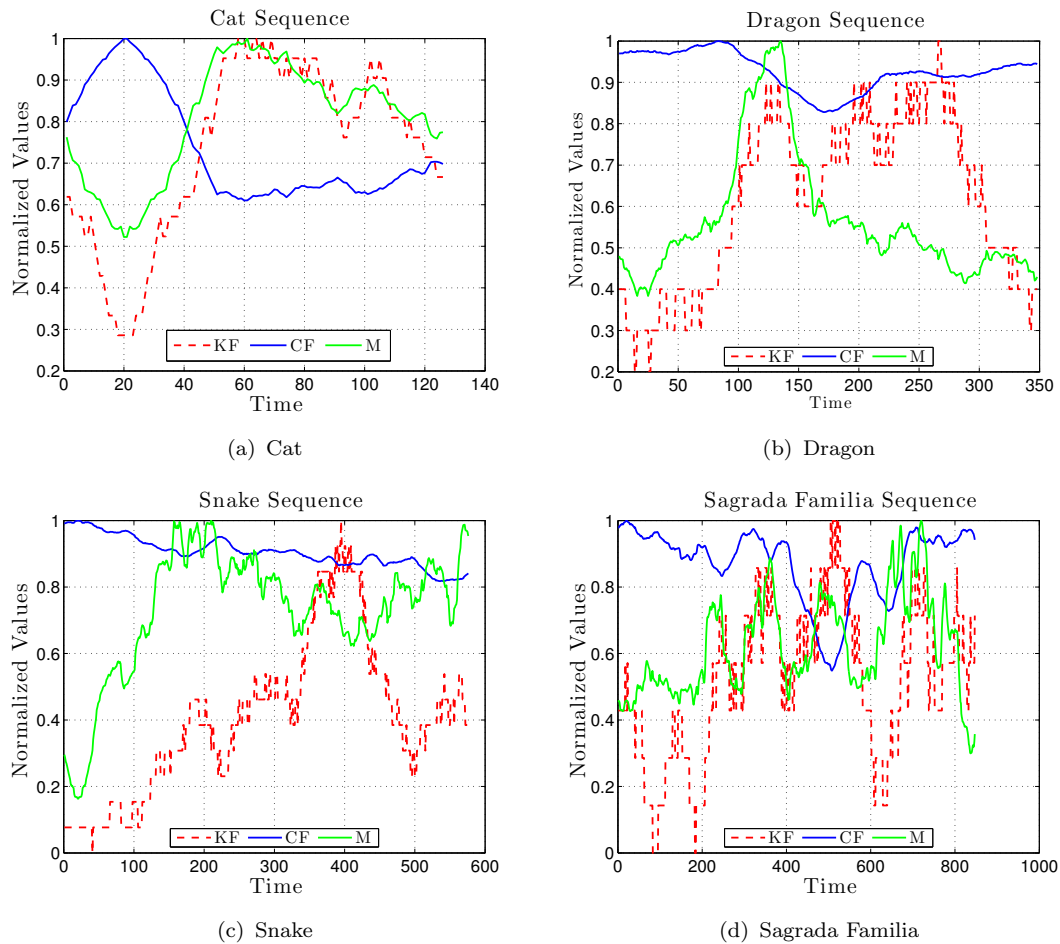 Cat Sequence
Normalized Values
1
0.9
0.8
0.7
0.6
0.5
0.4
0.3
0.2
KF CF M
0 20 40 60 80 100 120 140
Time
(a) Cat
Dragon Sequence
Normalized Values
1
0.9
0.8
0.7
0.6
0.5
0.4
0.3
0.2
KF CF M
0 50 100 150 200 250 300 350
Time
(b) Dragon
Snake Sequence
Normalized Values
1
0.8
0.6
0.4
0.2
0
KF CF M
0 100 200 300 400 500 600
Time
(c) Snake
Sagrada Familia Sequence
Normalized Values
1
0.8
0.6
0.4
0.2
0
KF CF M
0 200 400 600 800 1000
Time
(d) Sagrada Familia